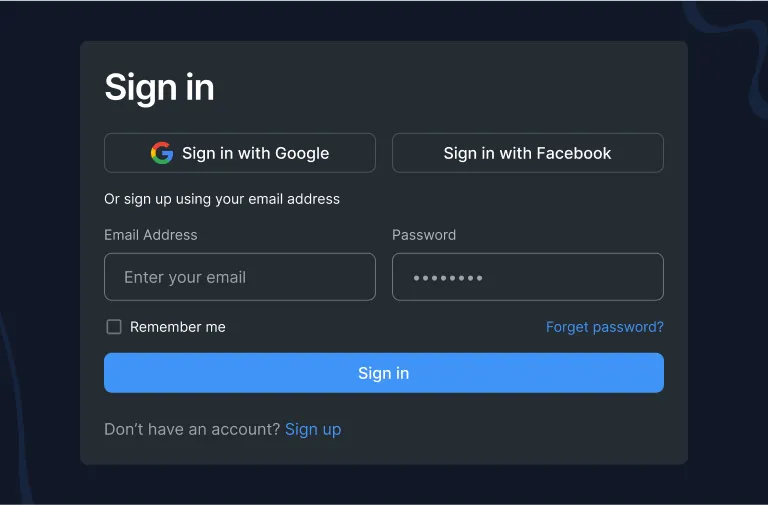 Sign in
Sign in with Google
Sign in with Facebook
Or sign up using your email address
Email Address
Password
Enter your email
••••••••
Remember me
Forget password?
Sign in
Don’t have an account? Sign up